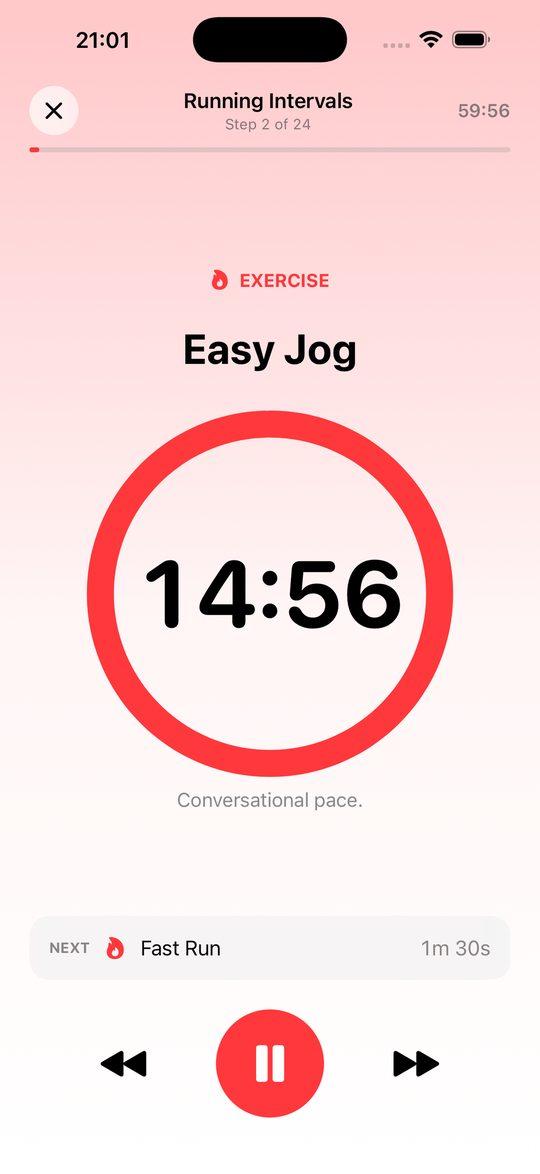 21:01
Running Intervals
59:56
Step 2 of 24
EXERCISE
Easy Jog
14:56
Conversational pace.
NEXT Fast Run 1m 30s